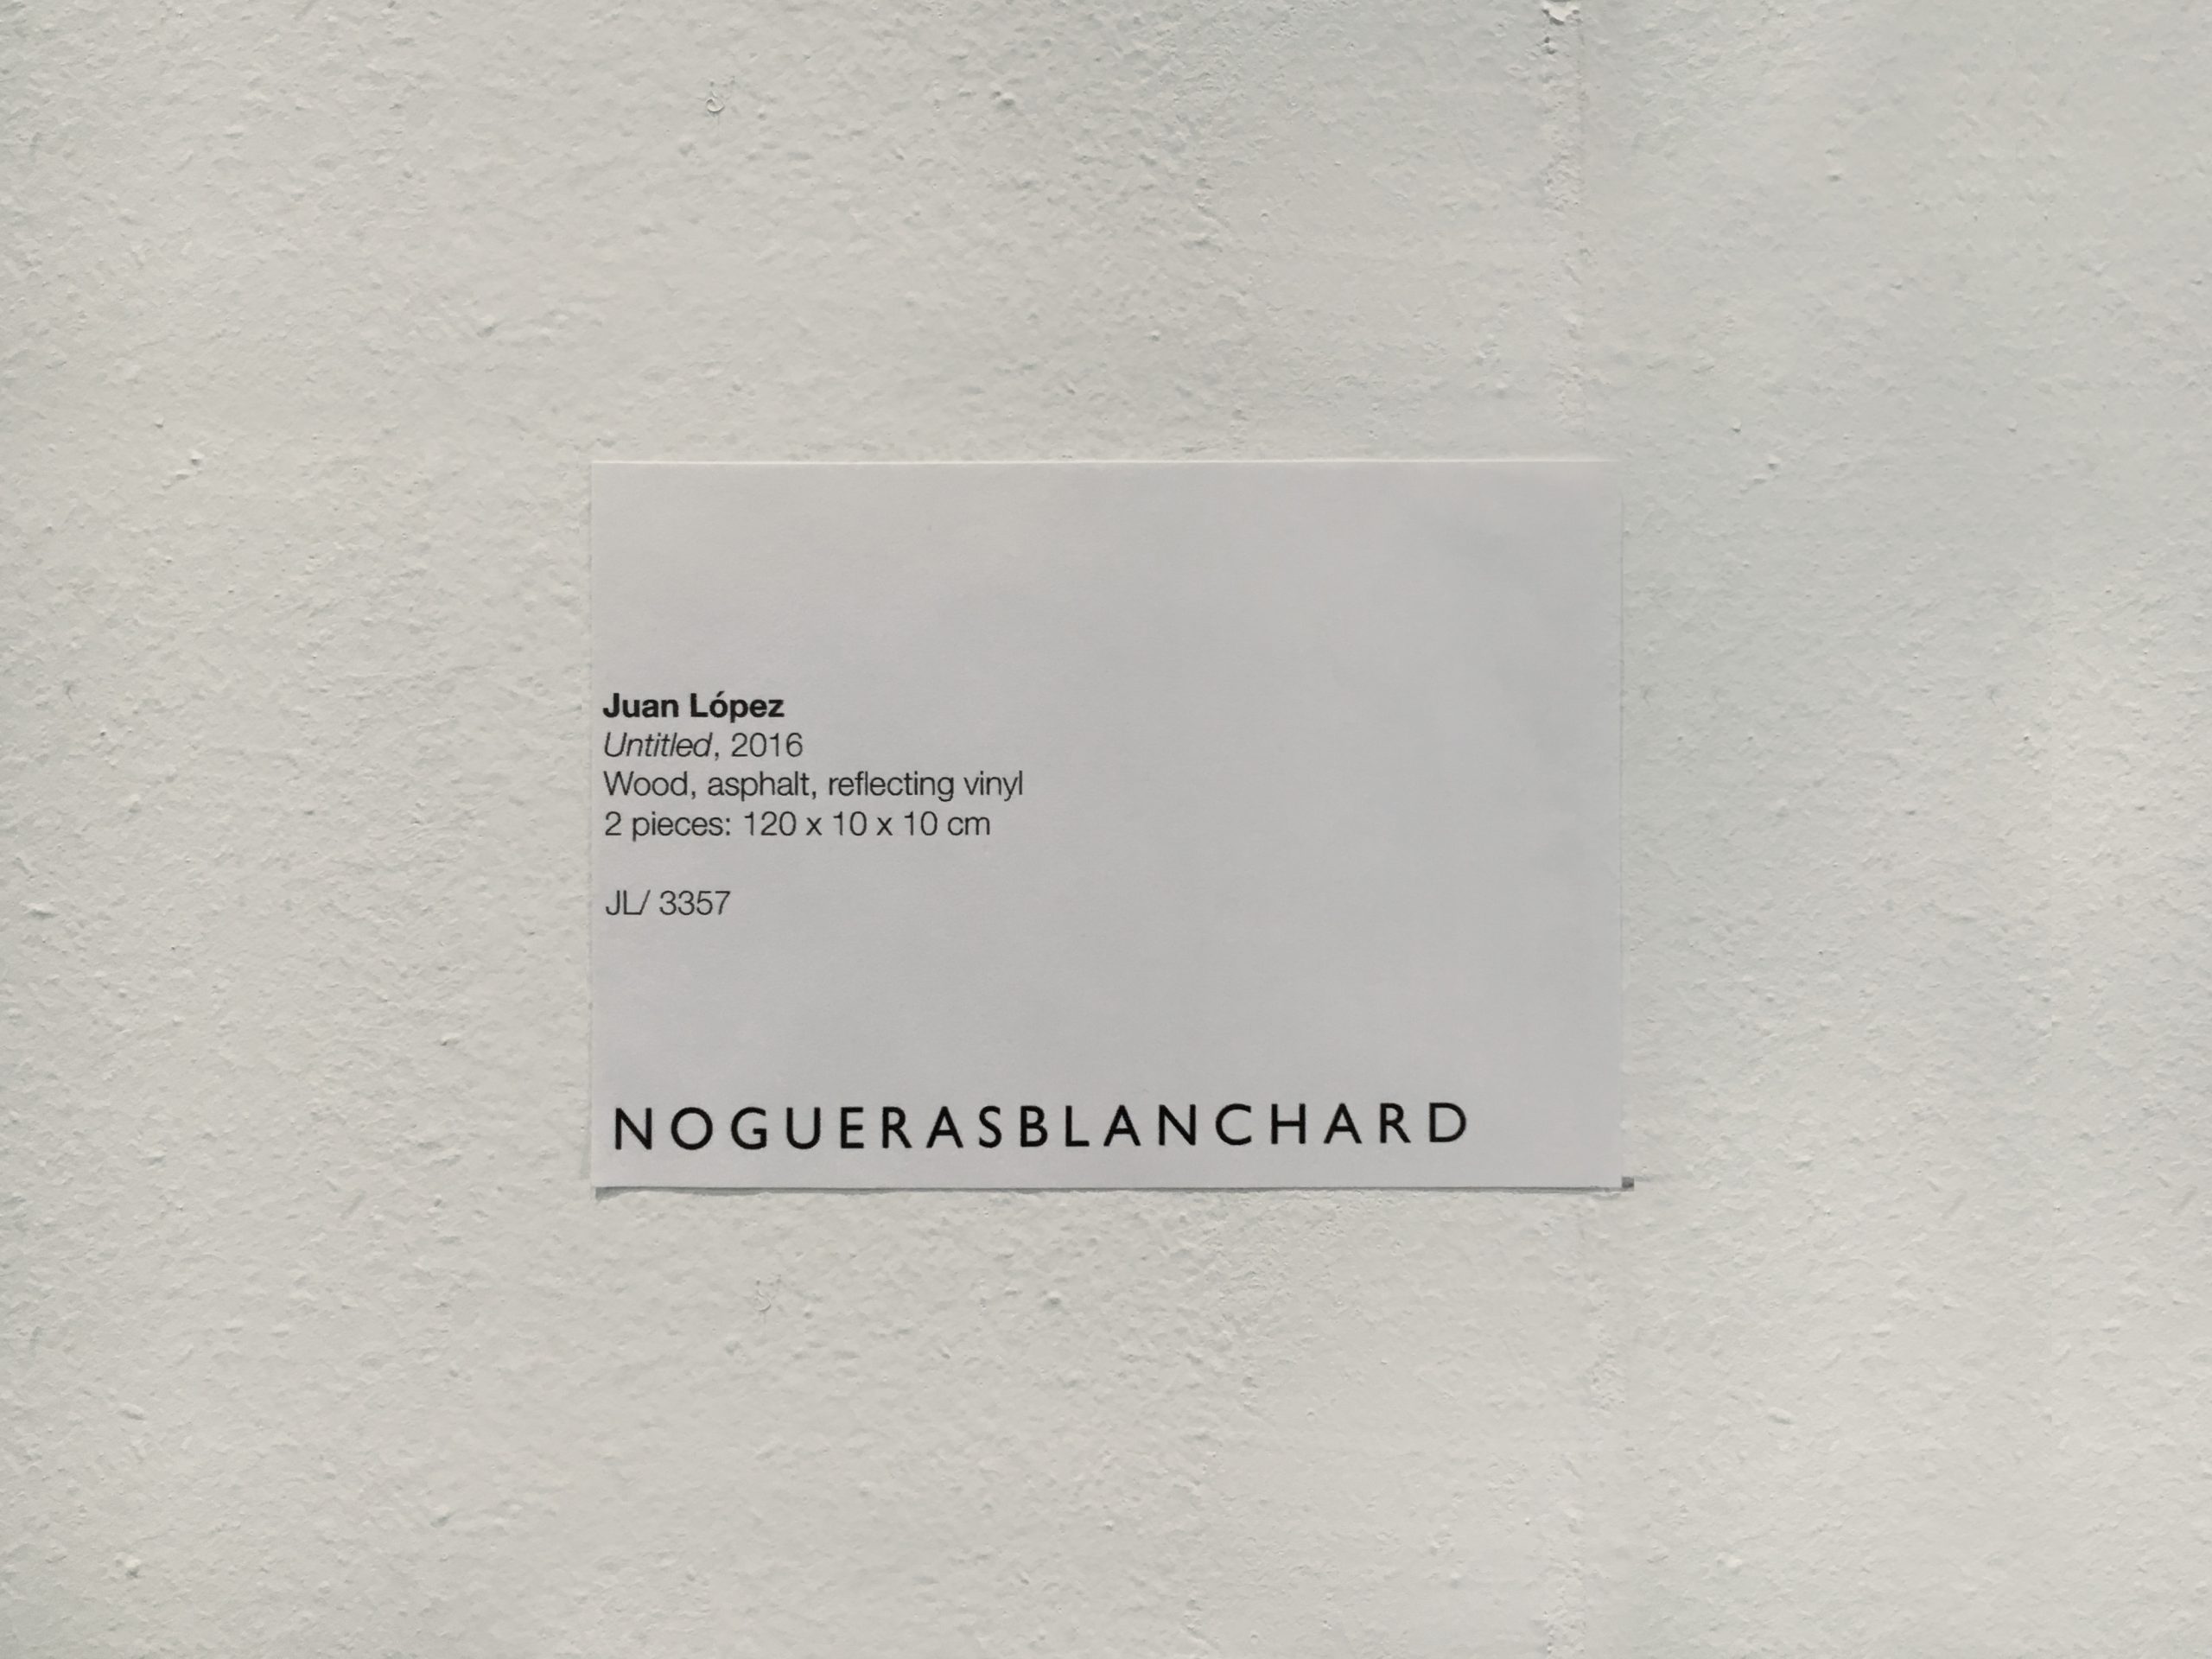 Juan López
Untitled, 2016
Wood, asphalt, reflecting vinyl
2 pieces: 120 x 10 x 10 cm
JL/ 3357
NOGUERASBLANCHARD